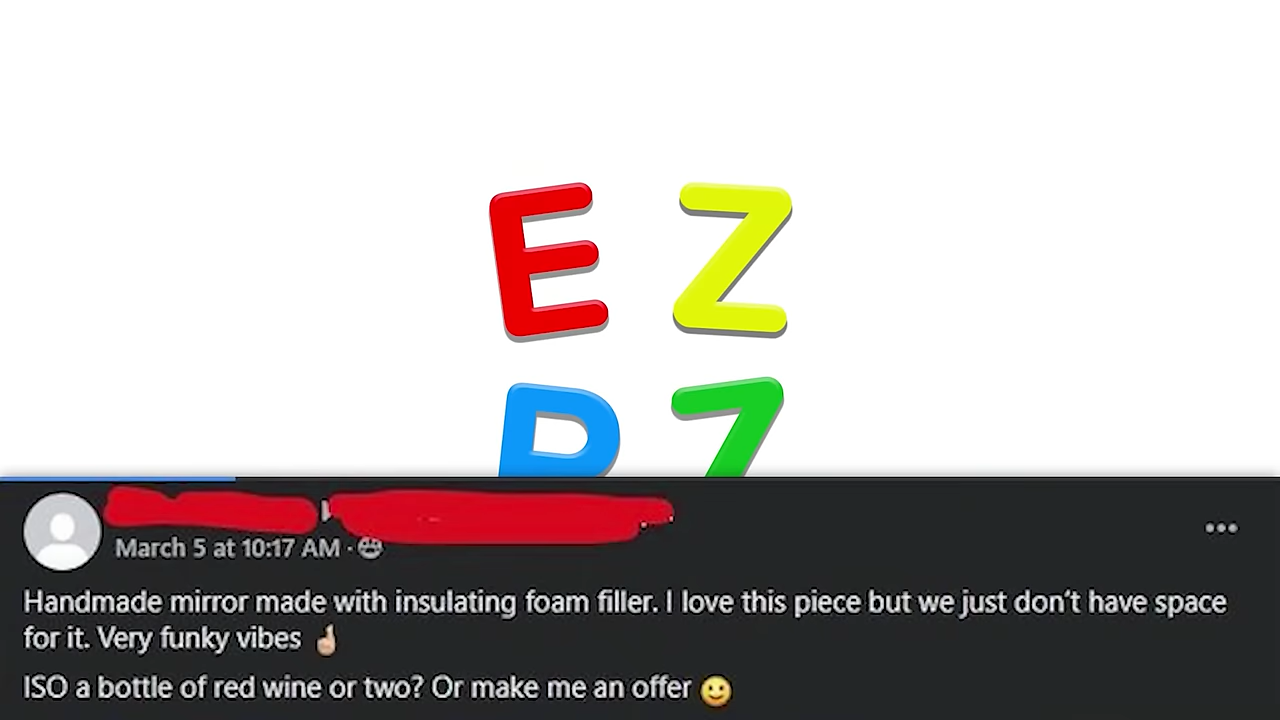 E Z
March 5 at 10:17 AM ·
Handmade mirror made with insulating foam filler. I love this piece but we just don't have space
for it. Very funky vibes 🤞🏼
ISO a bottle of red wine or two? Or make me an offer 🙂